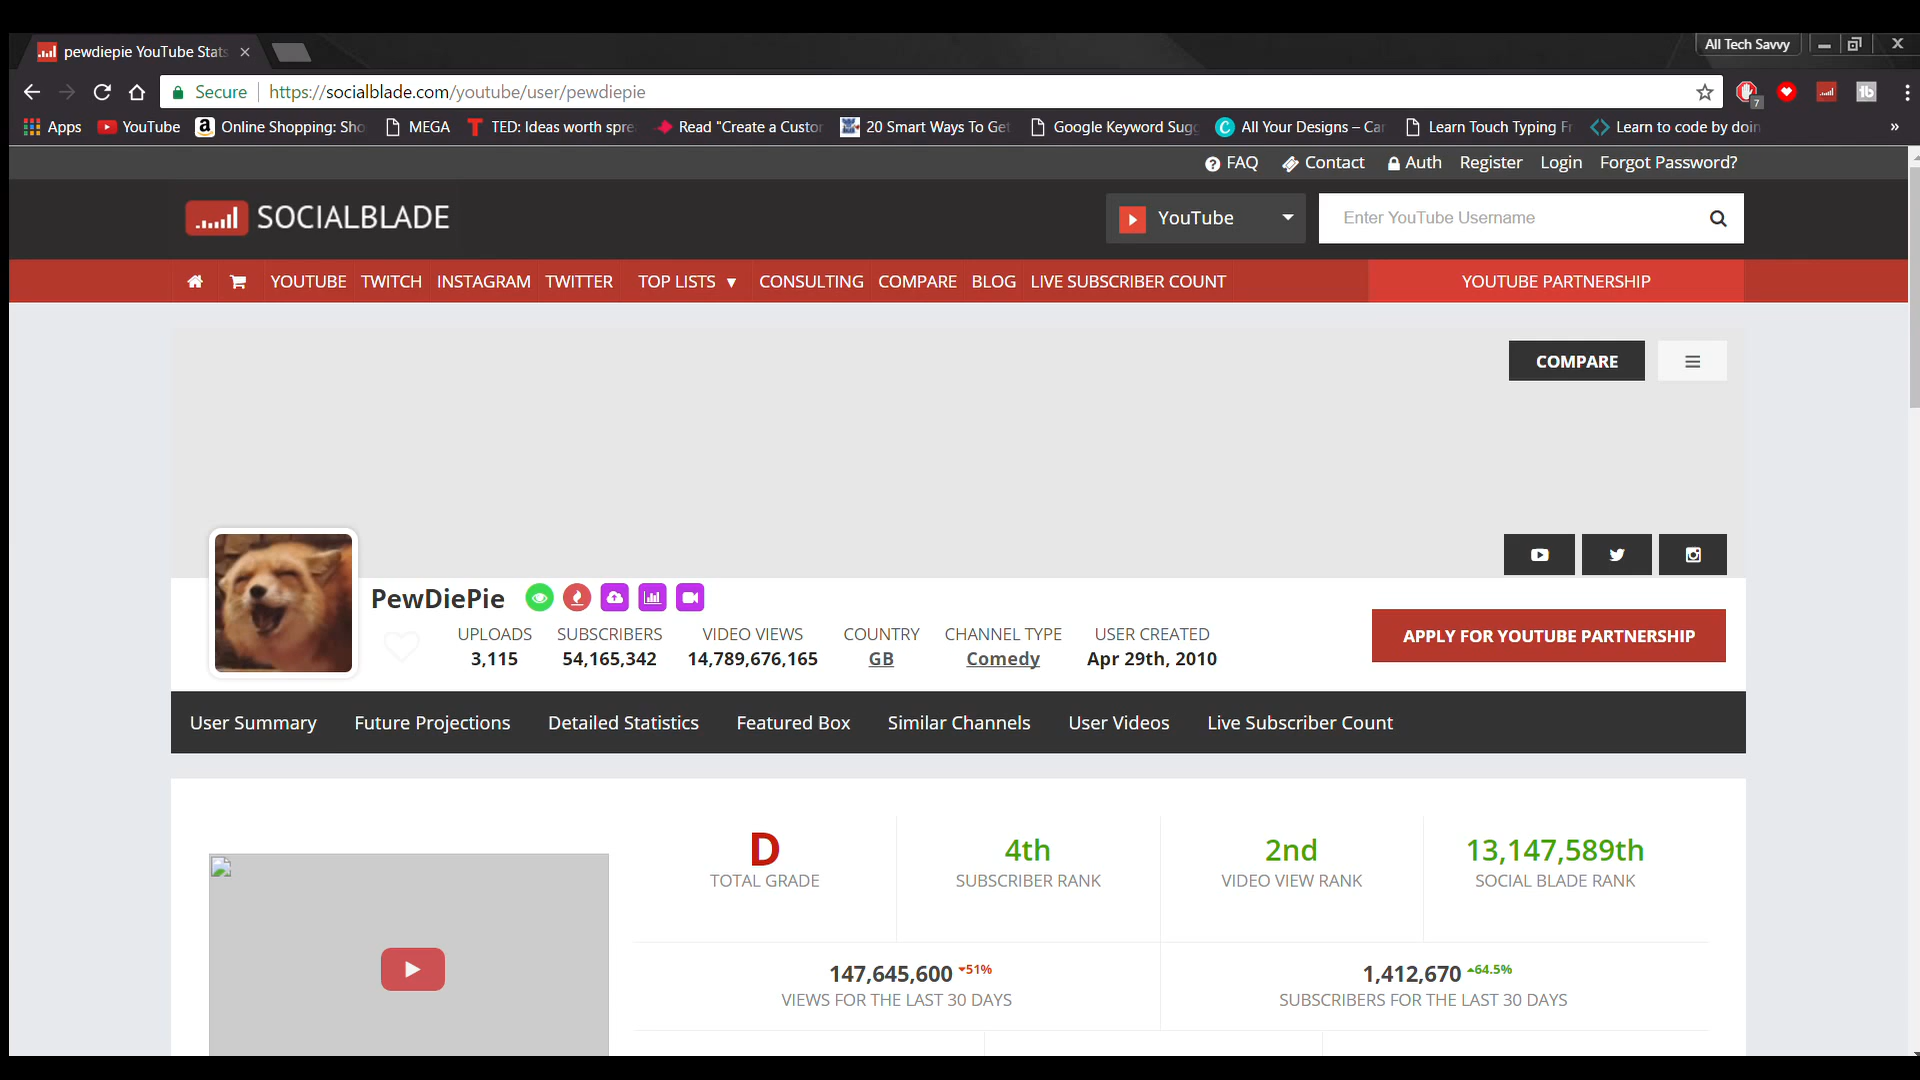 pewdiepie YouTube Stats
All Tech Savvy
Secure https://socialblade.com/youtube/user/pewdiepie
7
Apps YouTube Online Shopping: Sho MEGA TED: Ideas worth spre Read "Create a Custor 20 Smart Ways To Get Google Keyword Sugg All Your Designs – Can Learn Touch Typing Fr Learn to code by doin »
FAQ Contact Auth Register Login Forgot Password?
SOCIALBLADE YouTube Enter YouTube Username
YOUTUBE TWITCH INSTAGRAM TWITTER TOP LISTS ▼ CONSULTING COMPARE BLOG LIVE SUBSCRIBER COUNT YOUTUBE PARTNERSHIP
COMPARE
PewDiePie
UPLOADS SUBSCRIBERS VIDEO VIEWS COUNTRY CHANNEL TYPE USER CREATED
3,115 54,165,342 14,789,676,165 GB Comedy Apr 29th, 2010
APPLY FOR YOUTUBE PARTNERSHIP
User Summary Future Projections Detailed Statistics Featured Box Similar Channels User Videos Live Subscriber Count
D 4th 2nd 13,147,589th
TOTAL GRADE SUBSCRIBER RANK VIDEO VIEW RANK SOCIAL BLADE RANK
147,645,600 51% 1,412,670 64.5%
VIEWS FOR THE LAST 30 DAYS SUBSCRIBERS FOR THE LAST 30 DAYS